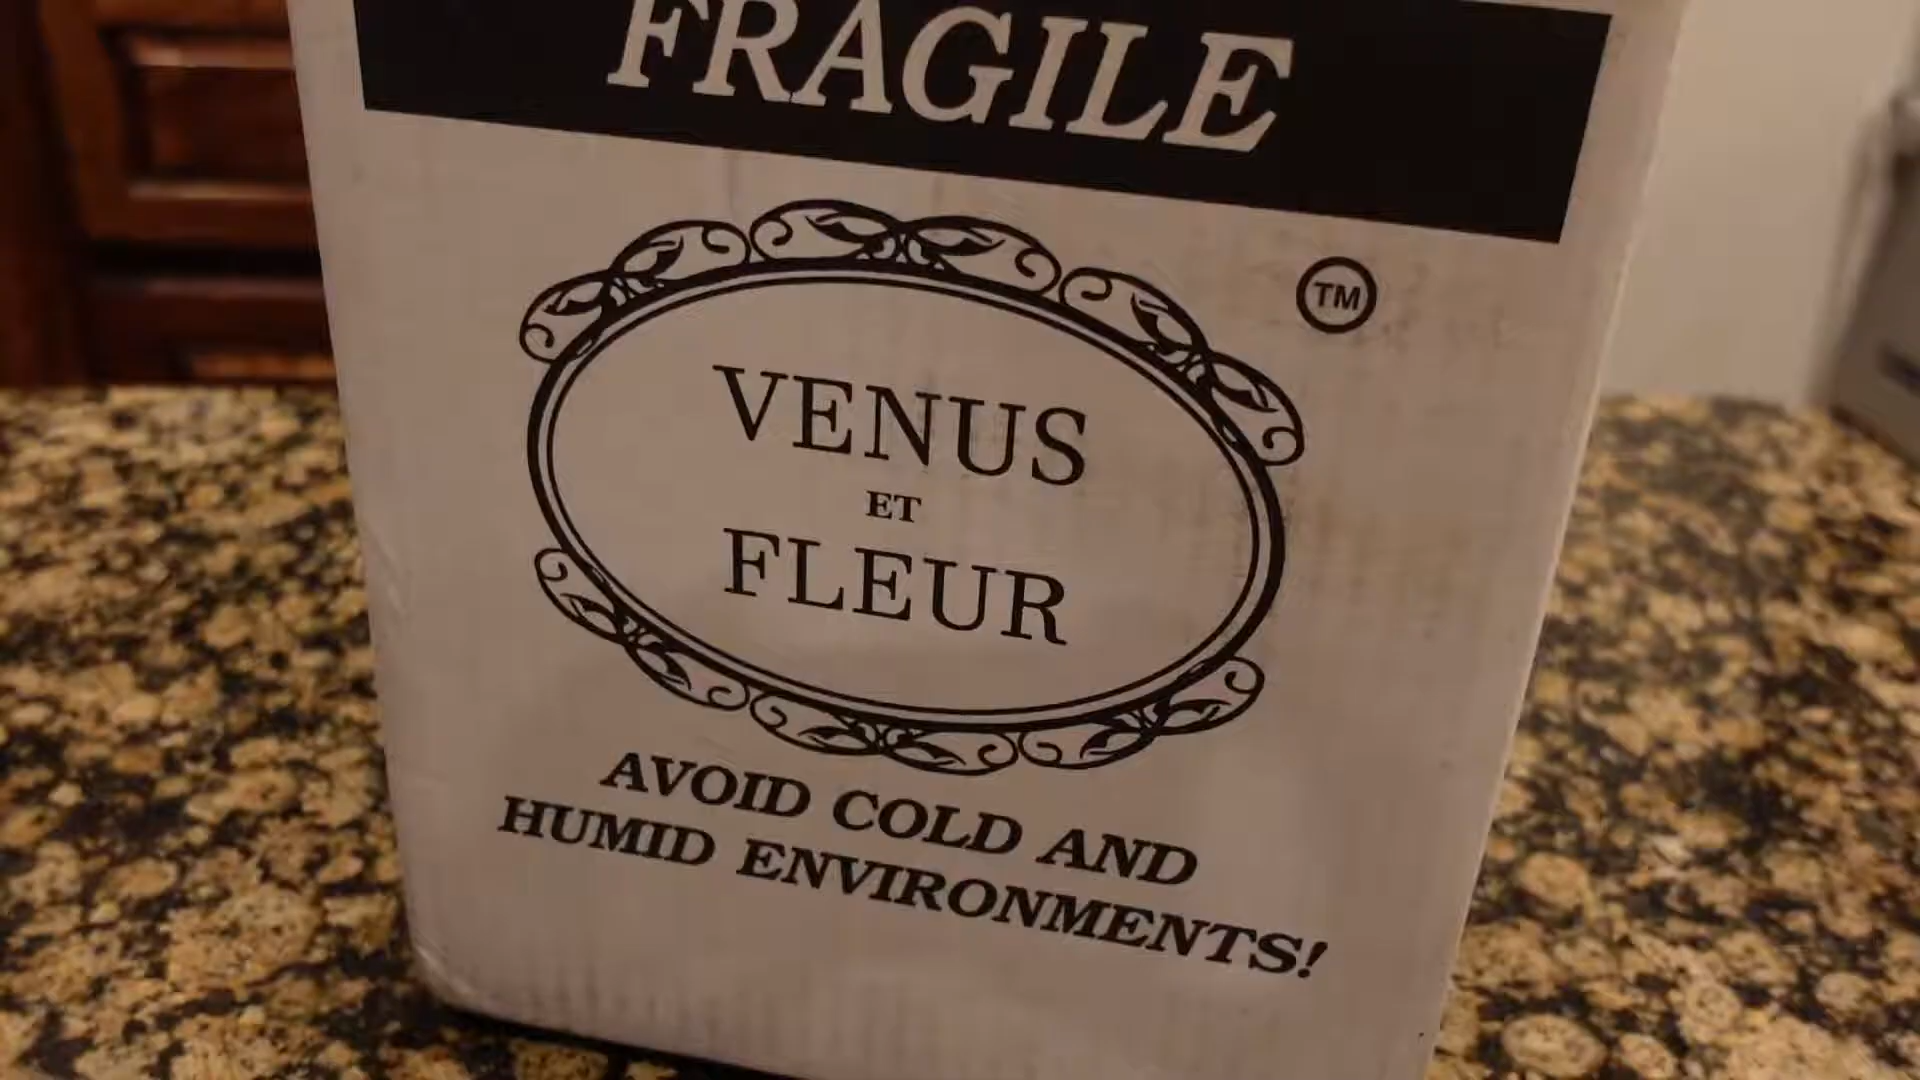 FRAGILE
TM
VENUS
ET
FLEUR
AVOID COLD AND
HUMID ENVIRONMENTS!